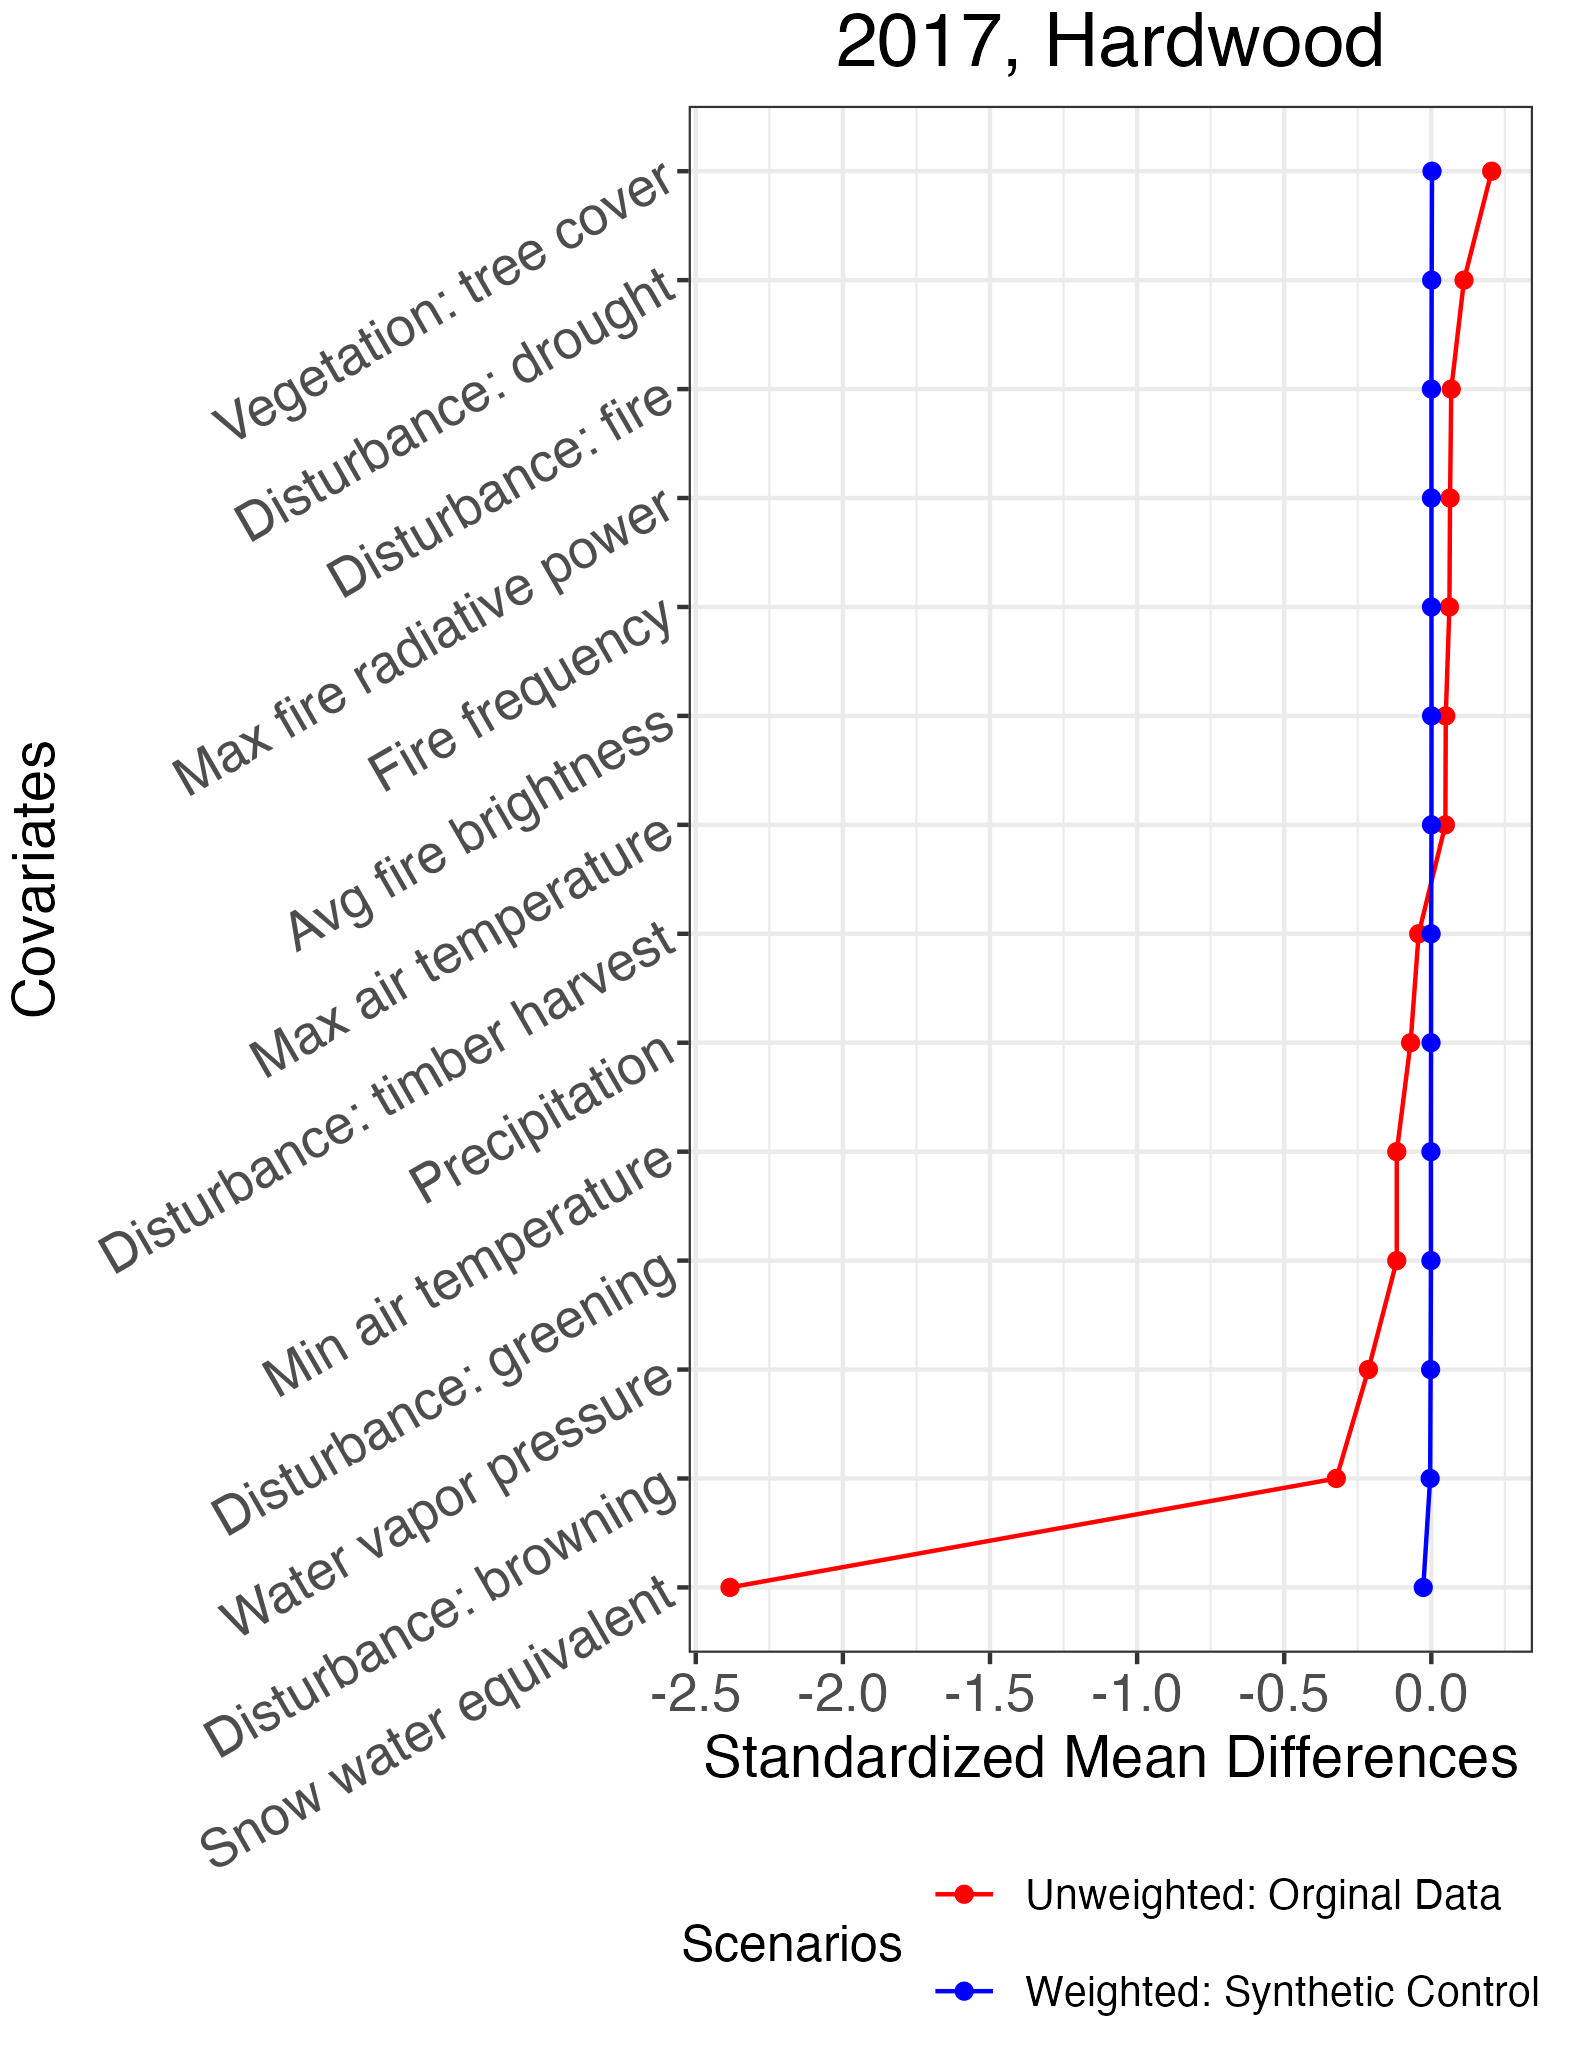 2017, Hardwood
Covariates
Vegetation: tree cover
Disturbance: drought
Disturbance: fire
Max fire radiative power
Fire frequency
Avg fire brightness
Max air temperature
Disturbance: timber harvest
Precipitation
Min air temperature
Disturbance: greening
Water vapor pressure
Disturbance: browning
Snow water equivalent
-2.5 -2.0 -1.5 -1.0 -0.5 0.0
Standardized Mean Differences
Scenarios
Unweighted: Orginal Data
Weighted: Synthetic Control